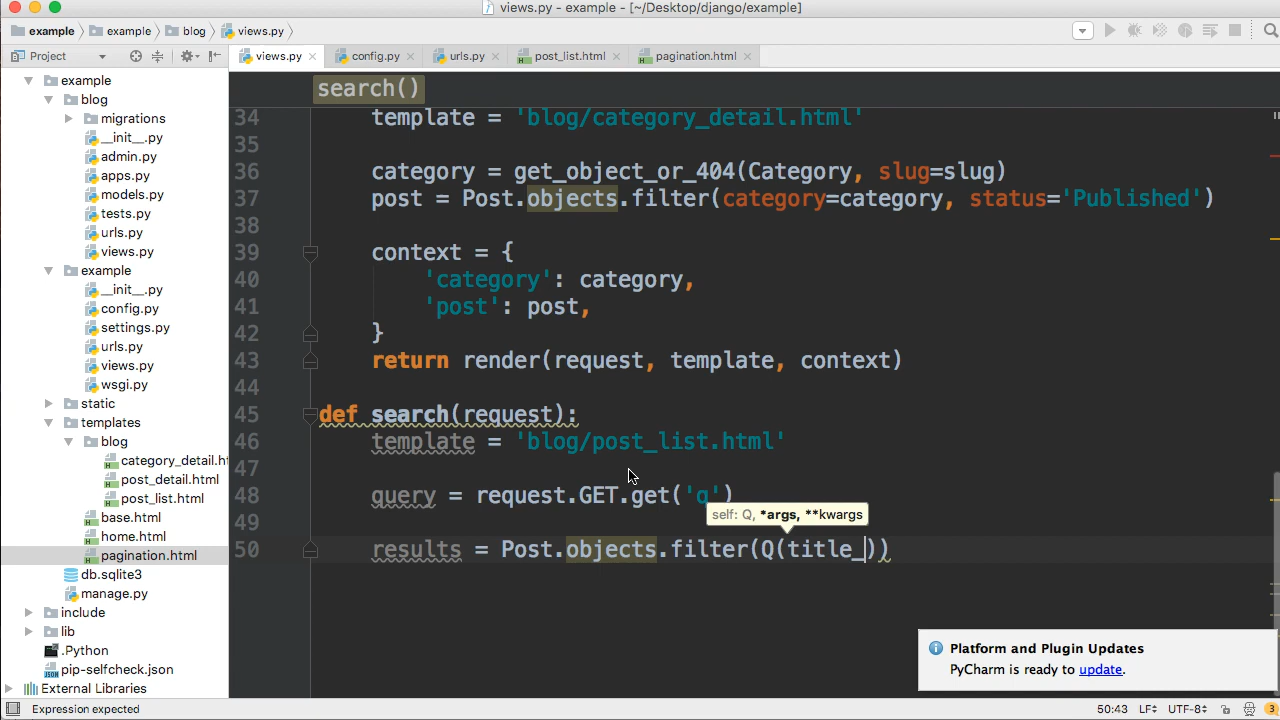 views.py - example - [~/Desktop/django/example]
example example blog views.py
Project views.py config.py urls.py post_list.html pagination.html
example
blog
migrations
__init__.py
admin.py
apps.py
models.py
tests.py
urls.py
views.py
example
__init__.py
config.py
settings.py
urls.py
views.py
wsgi.py
static
templates
blog
category_detail.ht
post_detail.html
post_list.html
base.html
home.html
pagination.html
db.sqlite3
manage.py
include
lib
.Python
pip-selfcheck.json
External Libraries
search()
34 template = 'blog/category_detail.html'
35
36 category = get_object_or_404(Category, slug=slug)
37 post = Post.objects.filter(category=category, status='Published')
38
39 context = {
40 'category': category,
41 'post': post,
42 }
43 return render(request, template, context)
44
45 def search(request):
46 template = 'blog/post_list.html'
47
48 query = request.GET.get('q')
self: Q, *args, **kwargs
49
50 results = Post.objects.filter(Q(title_))
Platform and Plugin Updates
PyCharm is ready to update.
Expression expected 50:43 LF÷ UTF-8÷ 3